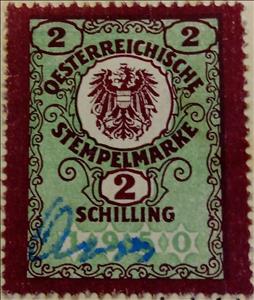 2 2
OESTERREICHISCHE
STEMPELMARKE
2
SCHILLING